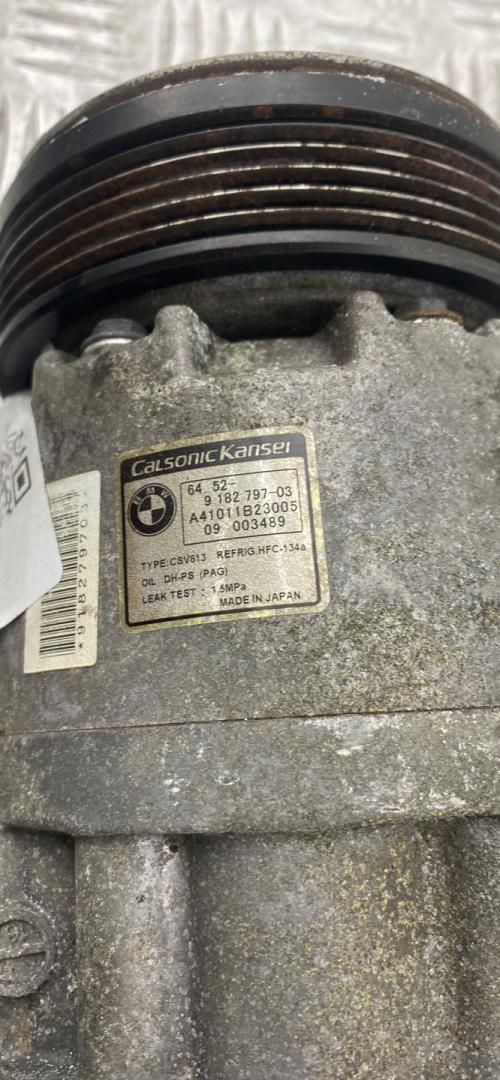 CalsonicKansei
BMW
64 52-
9 182 797-03
A41011B23005
09 003489
TYPE:CSV613 REFRIG.HFC-134a
OIL DH-PS (PAG)
LEAK TEST : 1.5MPa
MADE IN JAPAN
*918279703